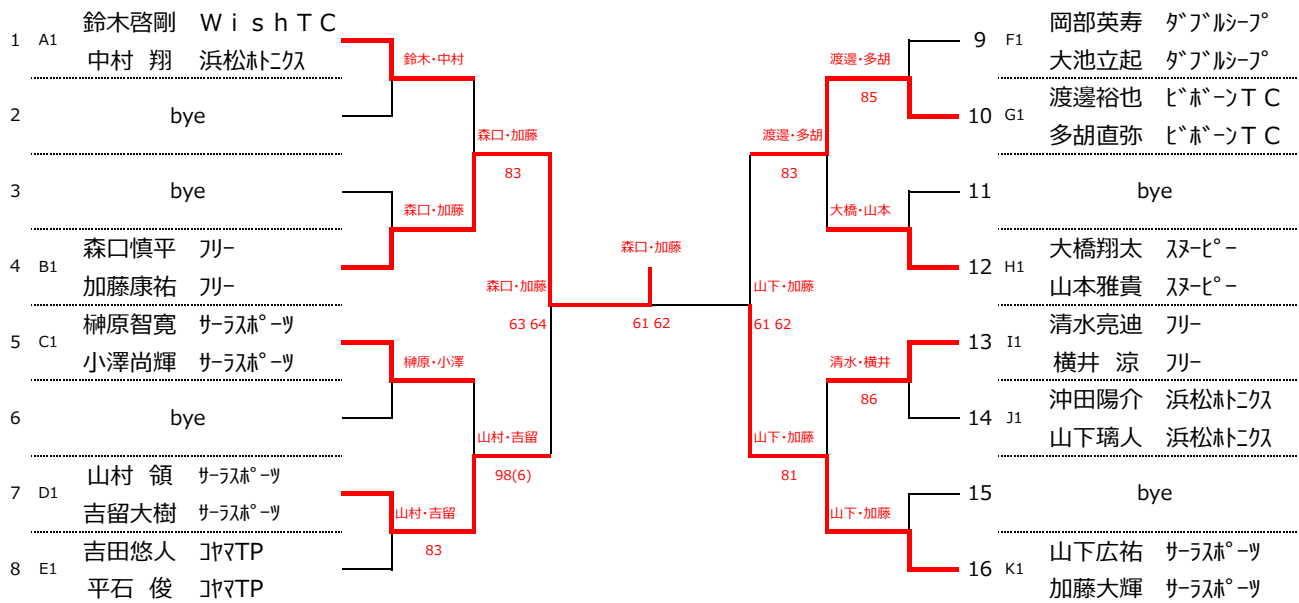 1 A1 鈴木啓剛 ＷｉｓｈＴＣ
中村 翔 浜松ﾎﾄﾆｸｽ
2 bye
3 bye
4 B1 森口慎平 ﾌﾘｰ
加藤康祐 ﾌﾘｰ
5 C1 榊原智寛 ｻｰﾗｽﾎﾟｰﾂ
小澤尚輝 ｻｰﾗｽﾎﾟｰﾂ
6 bye
7 D1 山村 領 ｻｰﾗｽﾎﾟｰﾂ
吉留大樹 ｻｰﾗｽﾎﾟｰﾂ
8 E1 吉田悠人 ｺﾔﾏTP
平石 俊 ｺﾔﾏTP
鈴木・中村
森口・加藤
榊原・小澤
山村・吉留
83
森口・加藤
83
山村・吉留
98(6)
森口・加藤
63 64
森口・加藤
61 62
山下・加藤
61 62
渡邊・多胡
83
山下・加藤
81
渡邊・多胡
85
大橋・山本
清水・横井
86
山下・加藤
9 F1 岡部英寿 ﾀﾞﾌﾞﾙｼｰﾌﾟ
大池立起 ﾀﾞﾌﾞﾙｼｰﾌﾟ
10 G1 渡邊裕也 ﾋﾞﾎﾞｰﾝＴＣ
多胡直弥 ﾋﾞﾎﾞｰﾝＴＣ
11 bye
12 H1 大橋翔太 ｽﾇｰﾋﾟｰ
山本雅貴 ｽﾇｰﾋﾟｰ
13 I1 清水亮迪 ﾌﾘｰ
横井 涼 ﾌﾘｰ
14 J1 沖田陽介 浜松ﾎﾄﾆｸｽ
山下璃人 浜松ﾎﾄﾆｸｽ
15 bye
16 K1 山下広祐 ｻｰﾗｽﾎﾟｰﾂ
加藤大輝 ｻｰﾗｽﾎﾟｰﾂ